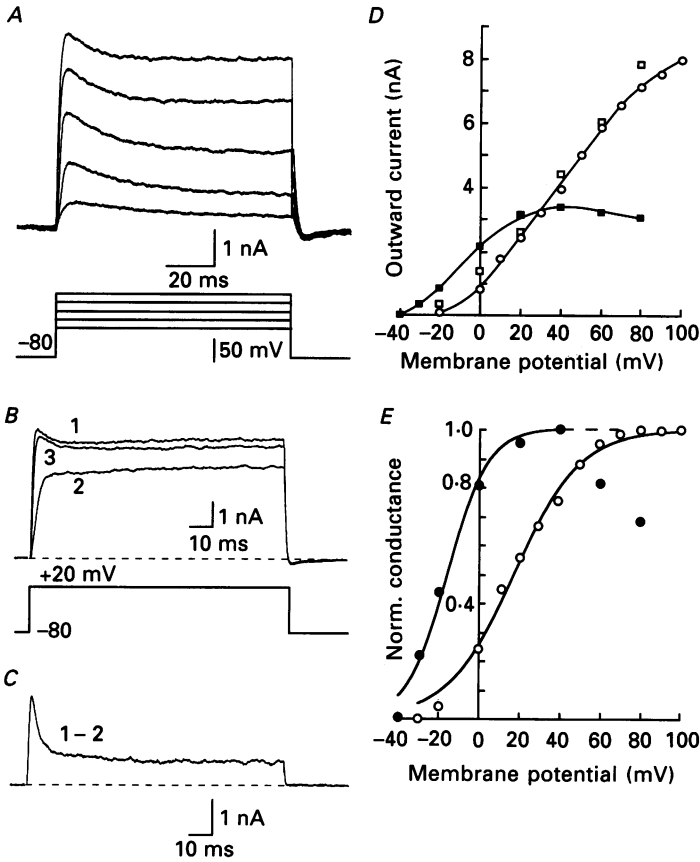 A
1 nA
20 ms
−80
50 mV
B
1
3
2
1 nA
10 ms
+20 mV
−80
C
1 – 2
1 nA
10 ms
D
Outward current (nA)
8
6
4
−40 −20 0 20 40 60 80 100
Membrane potential (mV)
E
Norm. conductance
1·0
0·8
0·4
−40 −20 0 20 40 60 80 100
Membrane potential (mV)